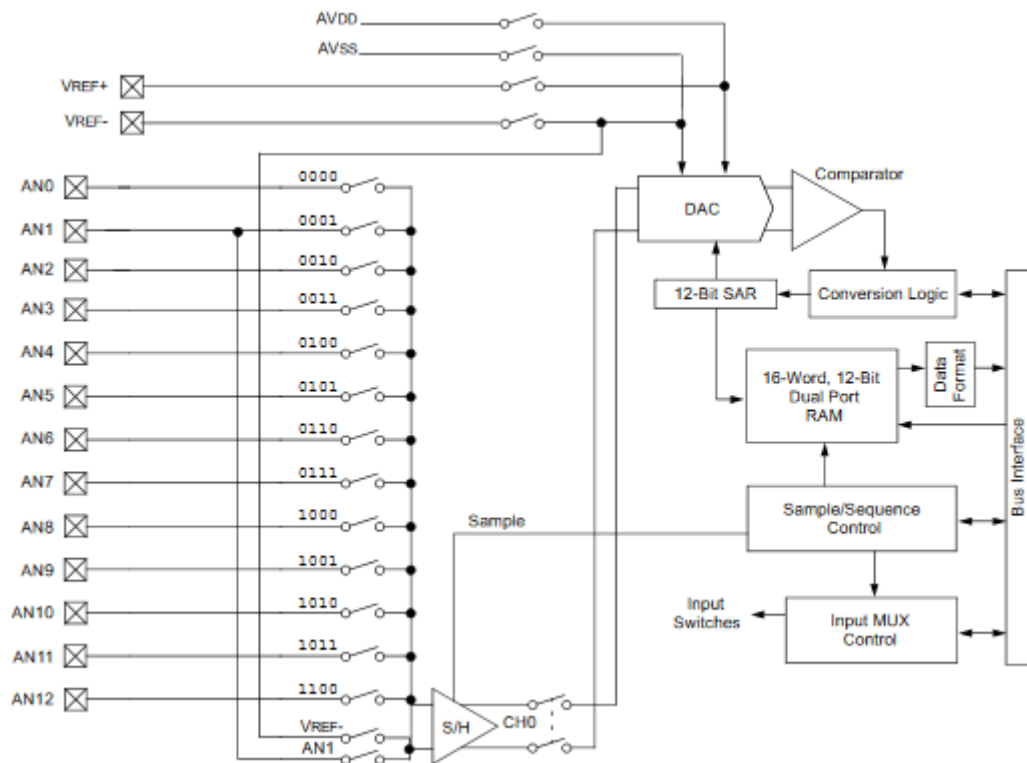 AVDD
AVSS
VREF+
VREF-
AN0
0000
AN1
0001
AN2
0010
AN3
0011
AN4
0100
AN5
0101
AN6
0110
AN7
0111
AN8
1000
AN9
1001
AN10
1010
AN11
1011
AN12
1100
VREF-
AN1
S/H
CH0
Sample
DAC
Comparator
12-Bit SAR
Conversion Logic
16-Word, 12-Bit
Dual Port
RAM
Data
Format
Sample/Sequence
Control
Input
Switches
Input MUX
Control
Bus Interface